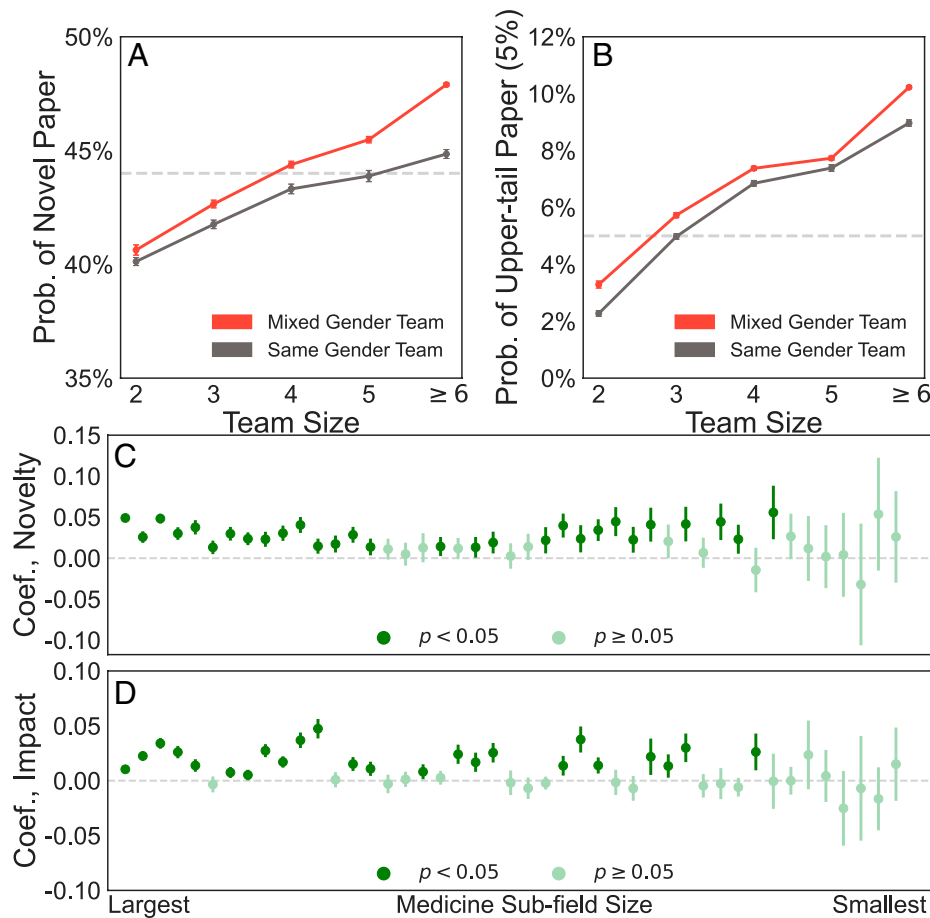 A
Prob. of Novel Paper
50%
45%
40%
35%
Mixed Gender Team
Same Gender Team
2 3 4 5 ≥ 6
Team Size
B
Prob. of Upper-tail Paper (5%)
12%
10%
8%
6%
4%
2%
0%
Mixed Gender Team
Same Gender Team
2 3 4 5 ≥ 6
Team Size
C
Coef., Novelty
0.15
0.10
0.05
0.00
-0.05
-0.10
p < 0.05 p ≥ 0.05
D
Coef., Impact
0.10
0.05
0.00
-0.05
-0.10
p < 0.05 p ≥ 0.05
Largest Medicine Sub-field Size Smallest